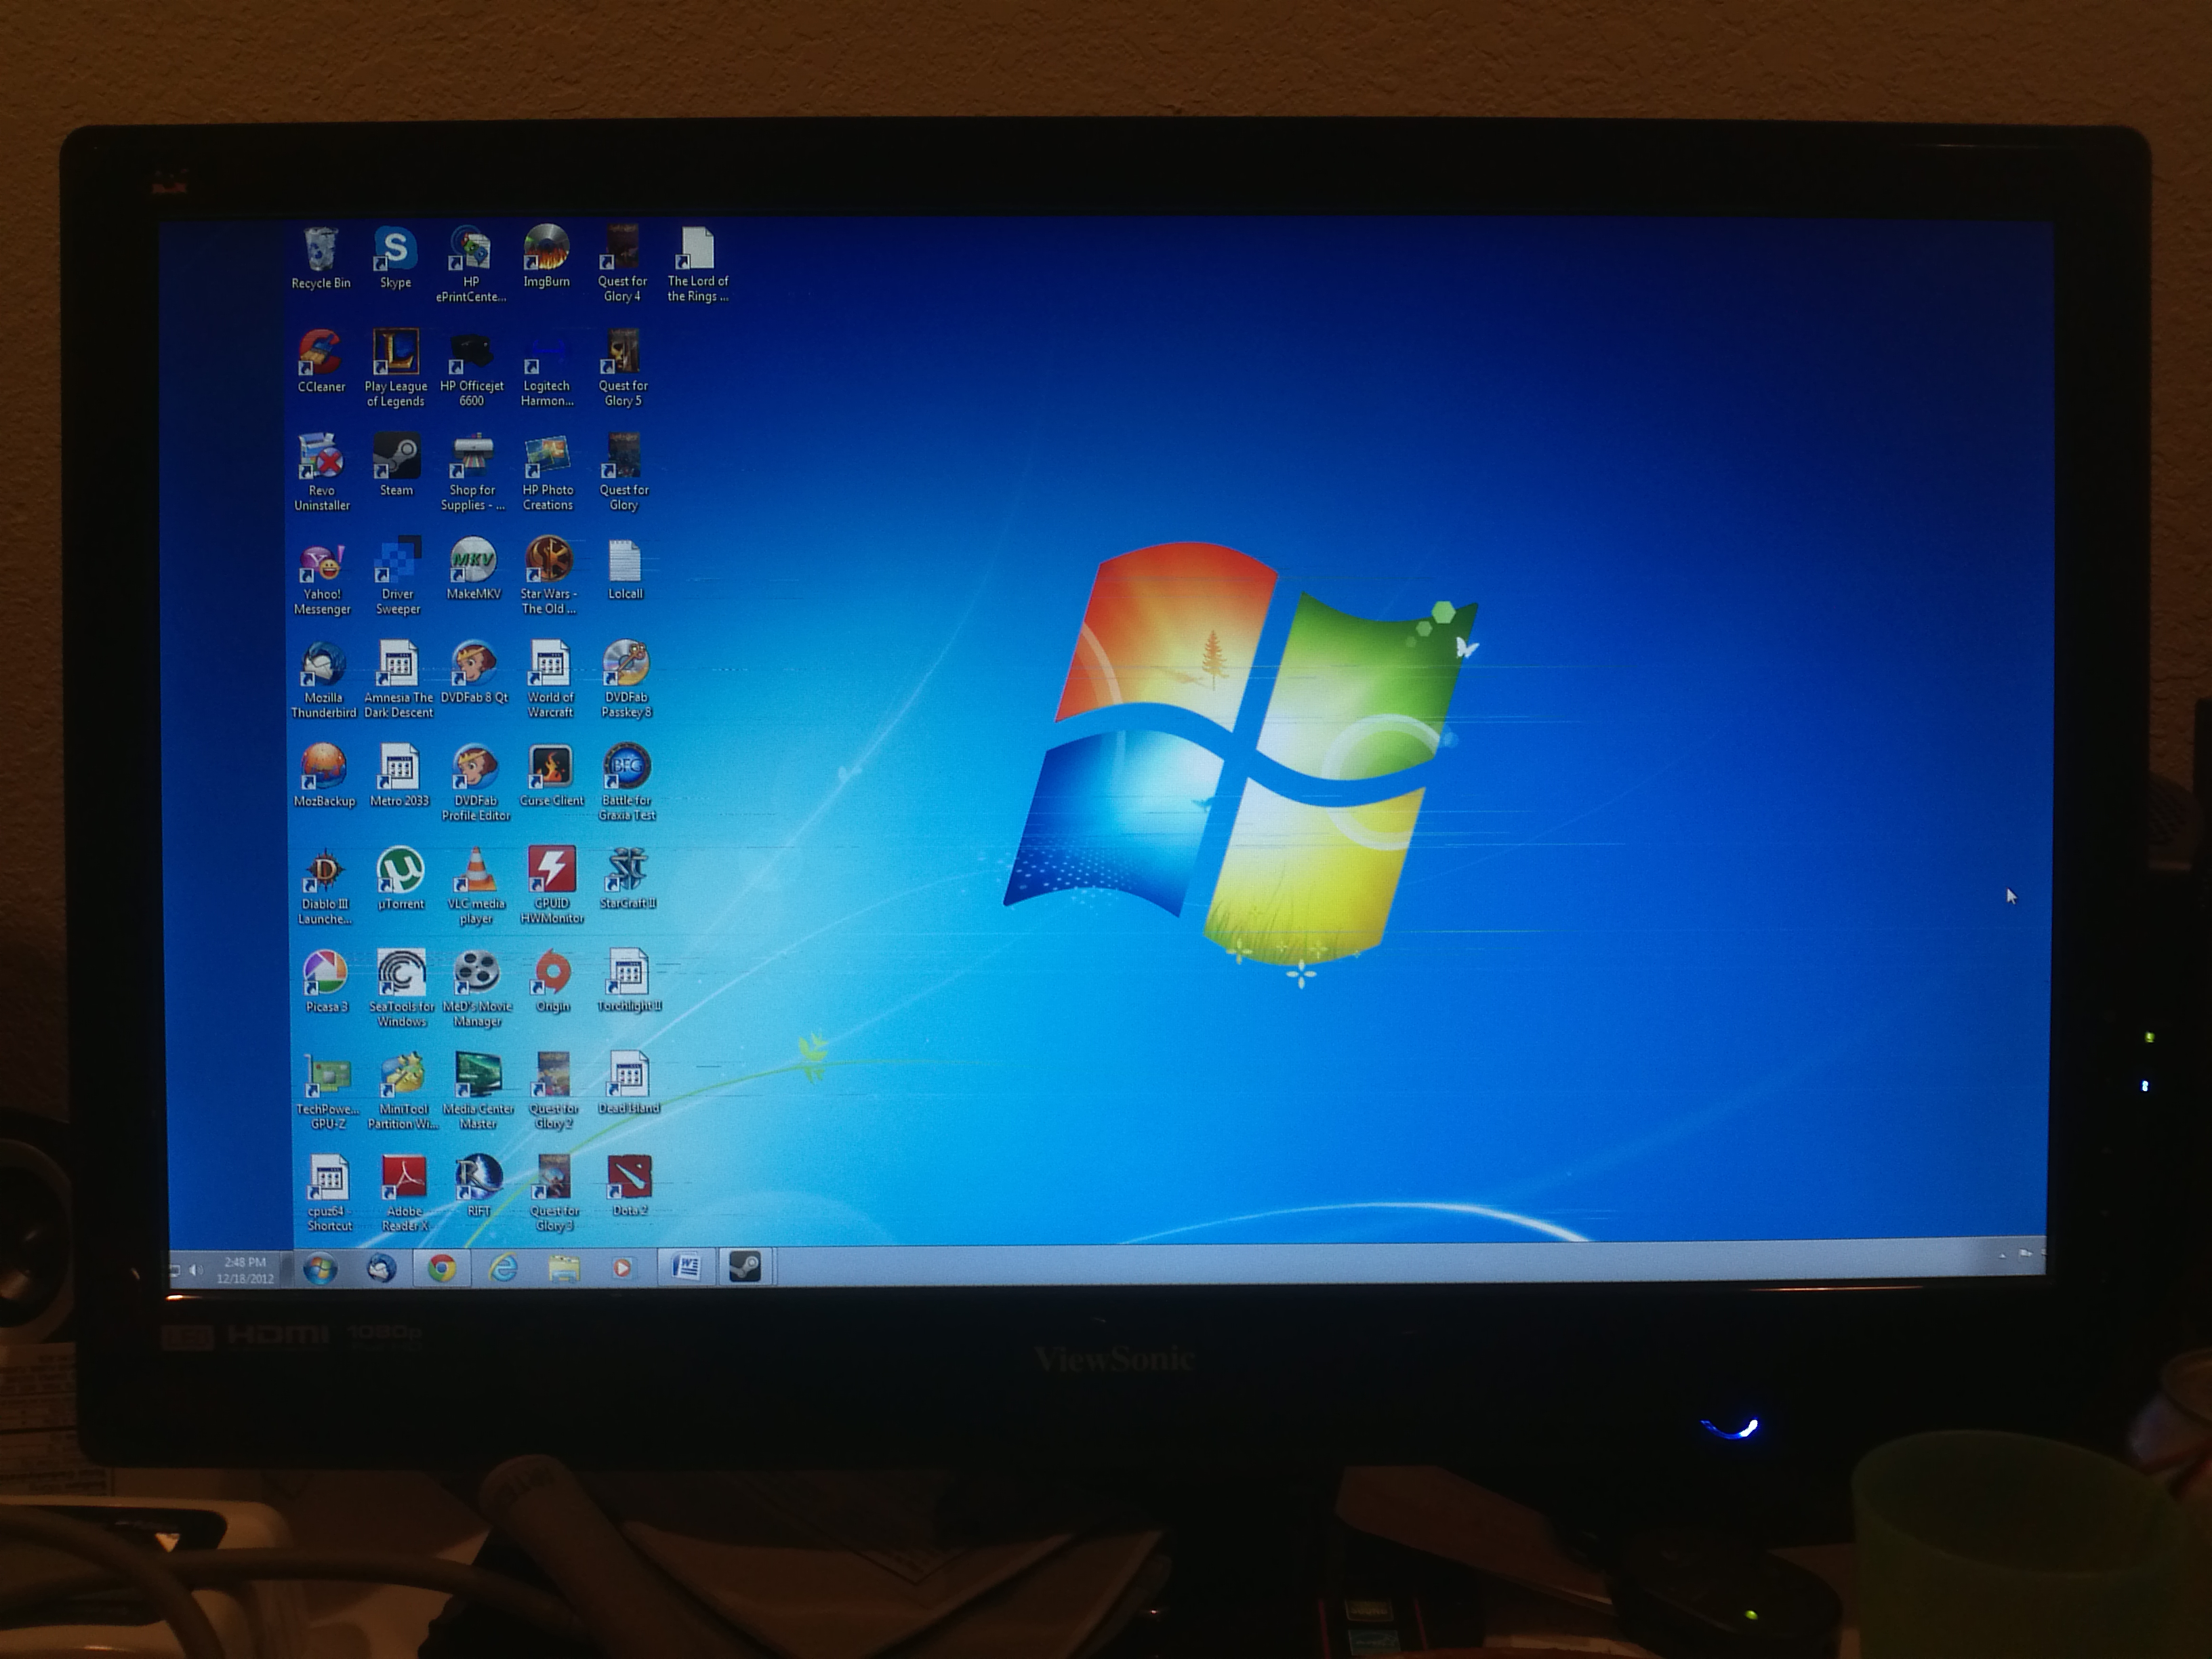 Recycle Bin
Skype
HP
ePrintCente...
ImgBurn
Quest for
Glory 4
The Lord of
the Rings ...
CCleaner
Play League
of Legends
HP Officejet
6600
Logitech
Harmon...
Quest for
Glory 5
Revo
Uninstaller
Steam
Shop for
Supplies - ...
HP Photo
Creations
Quest for
Glory
Yahoo!
Messenger
Driver
Sweeper
MKV
MakeMKV
Star Wars -
The Old ...
Lolcall
Mozilla
Thunderbird
Amnesia The
Dark Descent
DVDFab 8 Qt
World of
Warcraft
DVDFab
Passkey 8
MozBackup
Metro 2033
DVDFab
Profile Editor
Curse Client
BFG
Battle for
Graxia Test
Diablo III
Launche...
µTorrent
VLC media
player
CPUID
HWMonitor
StarCraft II
Picasa 3
SeaTools for
Windows
MeD's Movie
Manager
Origin
Torchlight II
TechPowe...
GPU-Z
MiniTool
Partition Wi...
Media Center
Master
Quest for
Glory 2
Dead Island
cpuz64 -
Shortcut
Adobe
Reader X
RIFT
Quest for
Glory 3
Dota 2
2:48 PM
12/18/2012
HDMI
1080p
ViewSonic